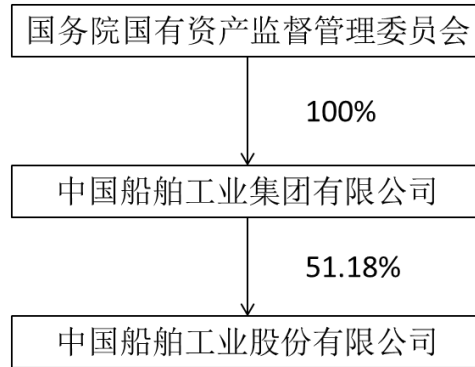 国务院国有资产监督管理委员会
100%
中国船舶工业集团有限公司
51.18%
中国船舶工业股份有限公司